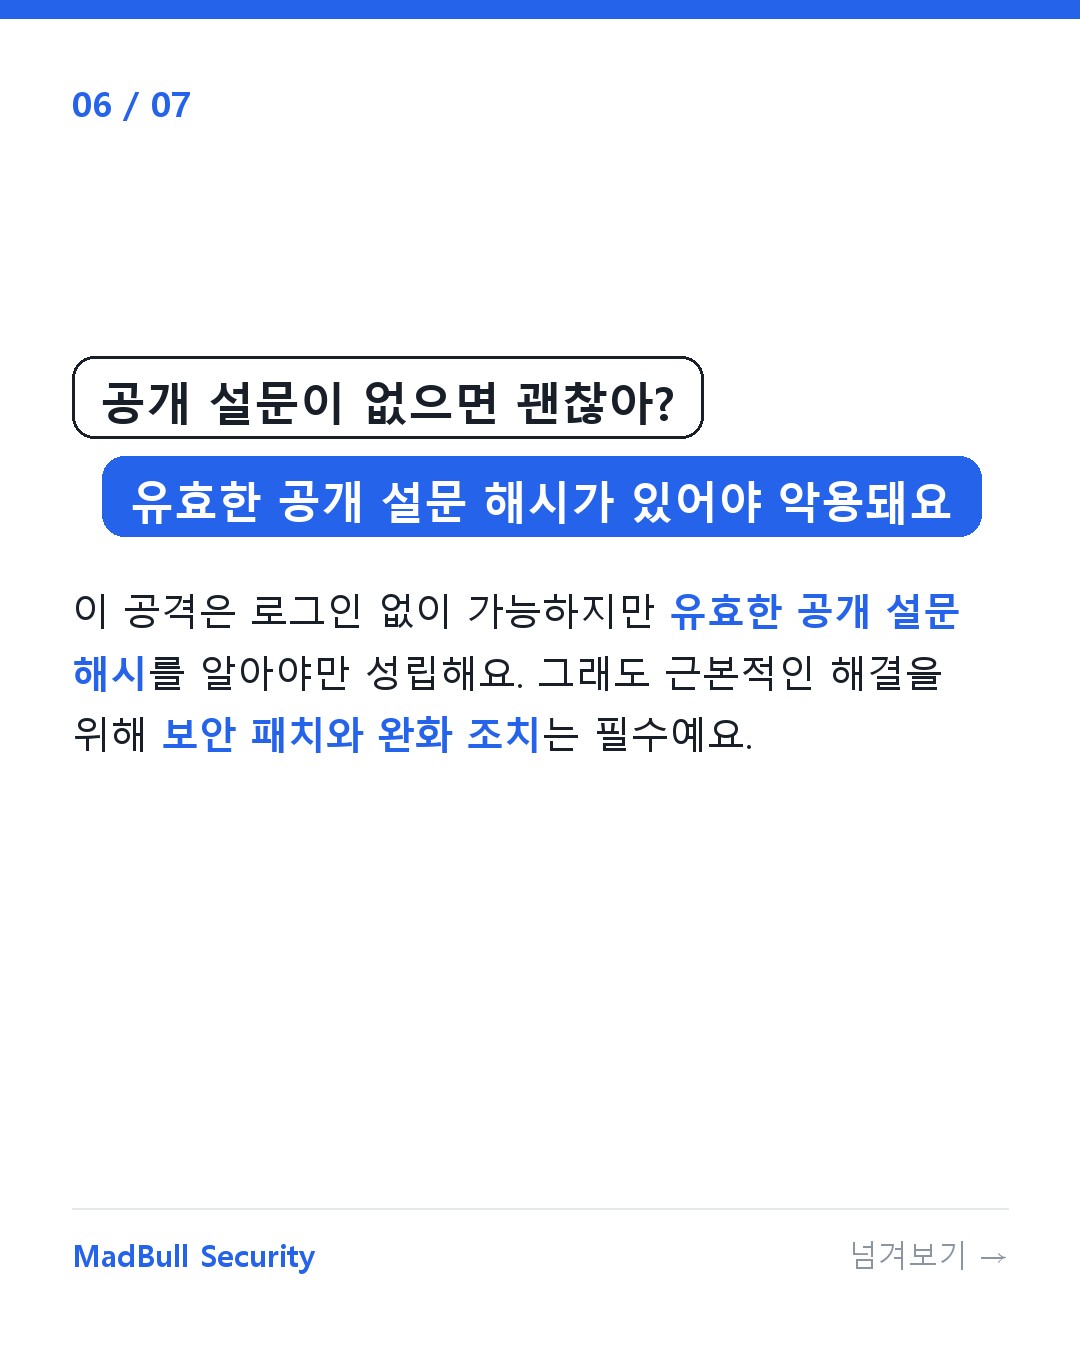 06 / 07
공개 설문이 없으면 괜찮아?
유효한 공개 설문 해시가 있어야 악용돼요
이 공격은 로그인 없이 가능하지만 유효한 공개 설문
해시를 알아야만 성립해요. 그래도 근본적인 해결을
위해 보안 패치와 완화 조치는 필수예요.
MadBull Security
넘겨보기 →